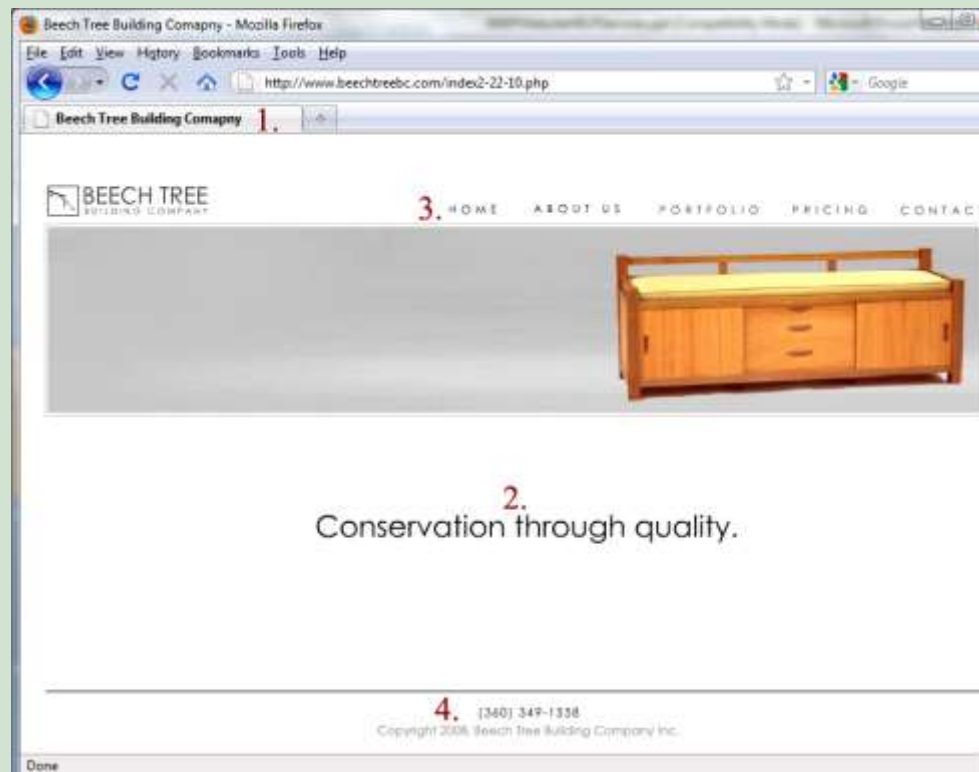 Beech Tree Building Comapny - Mozilla Firefox
File Edit View History Bookmarks Tools Help
http://www.beechtreebc.com/index2-22-10.php Google
Beech Tree Building Comapny 1.
BEECH TREE
BUILDING COMPANY
3. HOME ABOUT US PORTFOLIO PRICING CONTAC
2.
Conservation through quality.
4. (360) 349-1338
Copyright 2008, Beech Tree Building Company Inc.
Done